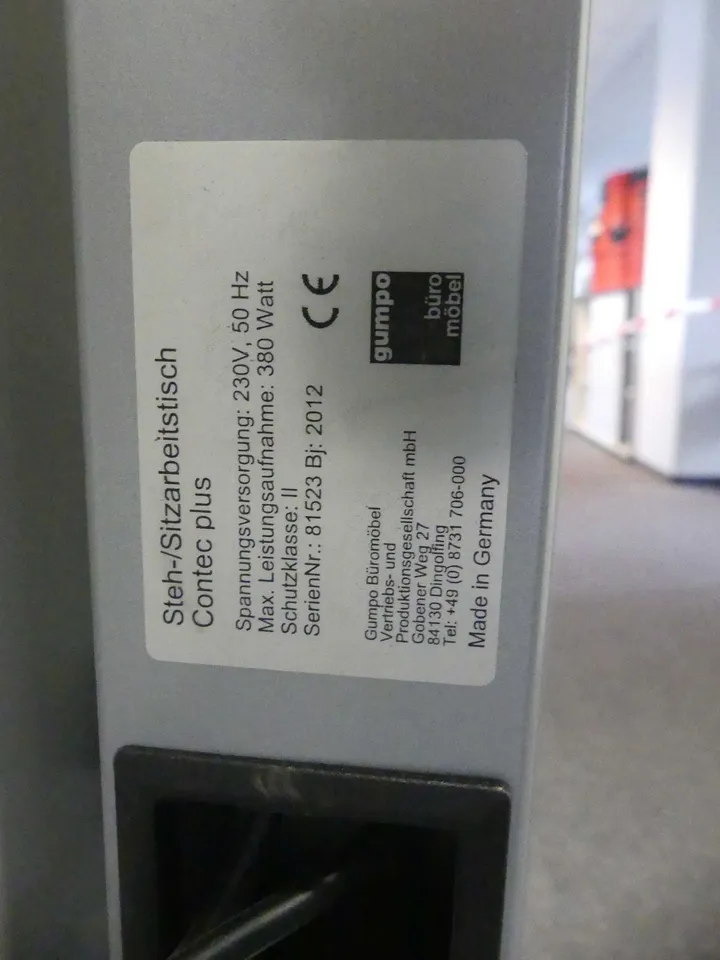 Steh-/Sitzarbeitstisch
Contec plus
Spannungsversorgung: 230V, 50 Hz
Max. Leistungsaufnahme: 380 Watt
Schutzklasse: II
SerienNr.: 81523 Bj: 2012
CE
Gumpo Büromöbel
Vertriebs- und
Produktionsgesellschaft mbH
Gobener Weg 27
84130 Dingolfing
Tel: +49 (0) 8731 706-000
Made in Germany
gumpo
büro
möbel